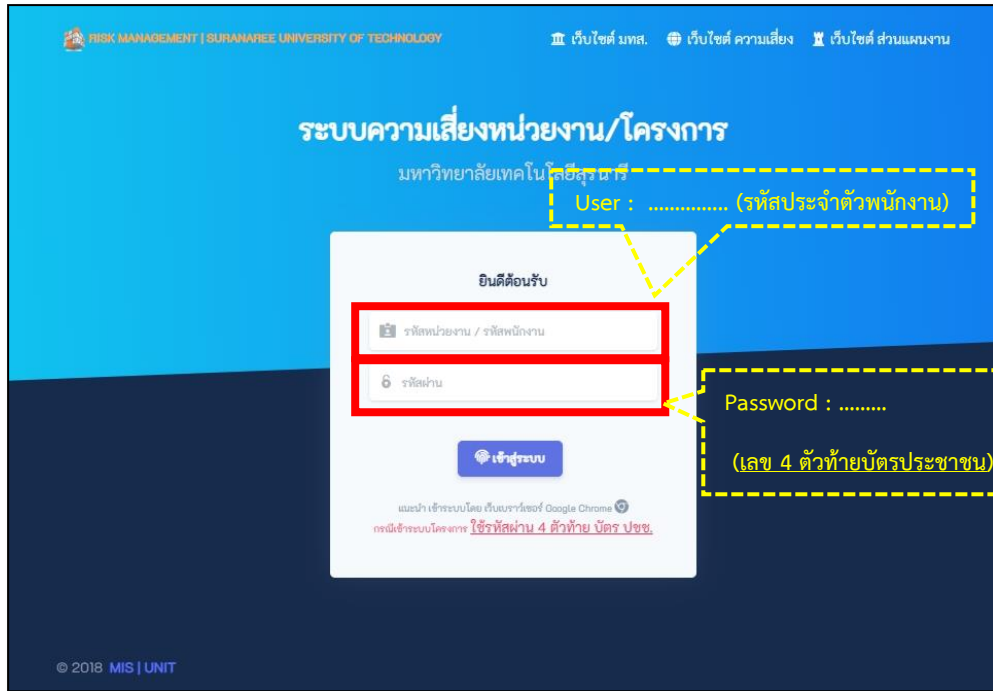 RISK MANAGEMENT | SURANAREE UNIVERSITY OF TECHNOLOGY
เว็บไซต์ มทส.
เว็บไซต์ ความเสี่ยง
เว็บไซต์ ส่วนแผนงาน
ระบบความเสี่ยงหน่วยงาน/โครงการ
มหาวิทยาลัยเทคโนโลยีสุรนารี
User : ............... (รหัสประจำตัวพนักงาน)
ยินดีต้อนรับ
รหัสหน่วยงาน / รหัสพนักงาน
รหัสผ่าน
Password : .........
(เลข 4 ตัวท้ายบัตรประชาชน)
เข้าสู่ระบบ
แนะนำ เข้าระบบโดย เว็บเบราว์เซอร์ Google Chrome
กรณีเข้าระบบโครงการ ใช้รหัสผ่าน 4 ตัวท้าย บัตร ปชช.
© 2018 MIS | UNIT